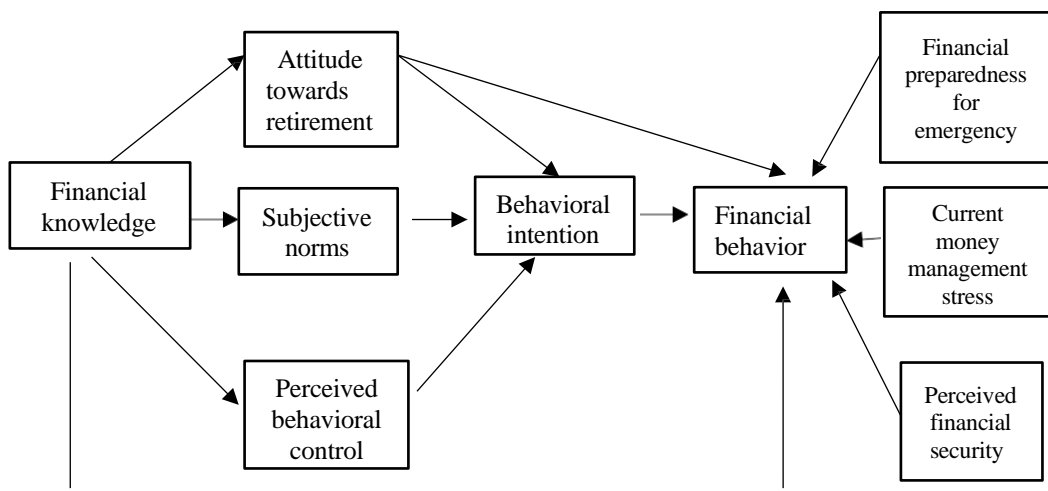 Attitude
towards
retirement
Financial
preparedness
for
emergency
Financial
knowledge
Subjective
norms
Behavioral
intention
Financial
behavior
Current
money
management
stress
Perceived
behavioral
control
Perceived
financial
security